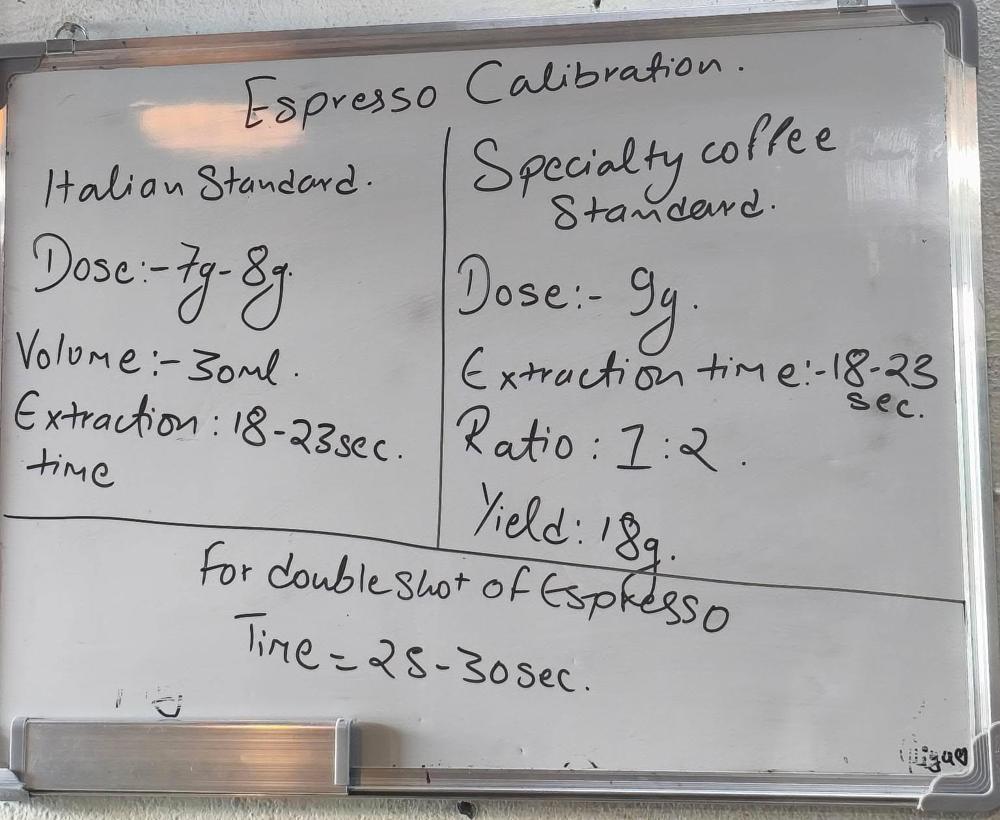 Espresso Calibration.
Italian Standard.
Dose:- 7g-8g.
Volume:- 30ml.
Extraction: 18-23sec.
time
Specialty coffee
Standard.
Dose:- 9g.
Extraction time:-18-23
sec.
Ratio: 1:2.
Yield: 18g.
For double shot of Espresso
Time = 25-30sec.